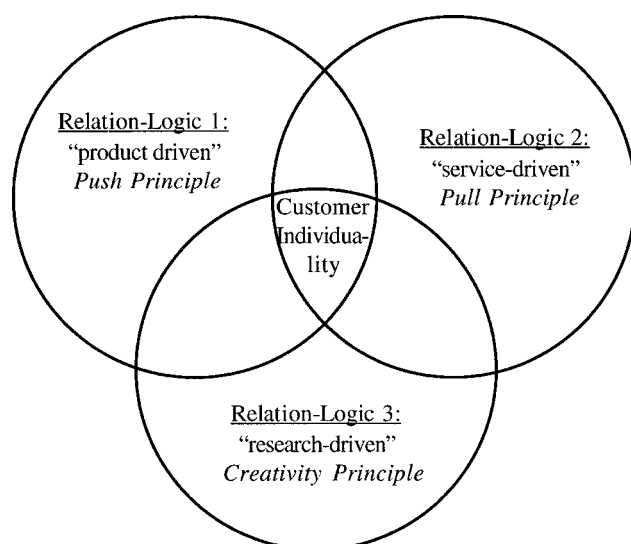 Relation-Logic 1:
“product driven”
Push Principle
Relation-Logic 2:
“service-driven”
Pull Principle
Customer
Individua-
lity
Relation-Logic 3:
“research-driven”
Creativity Principle